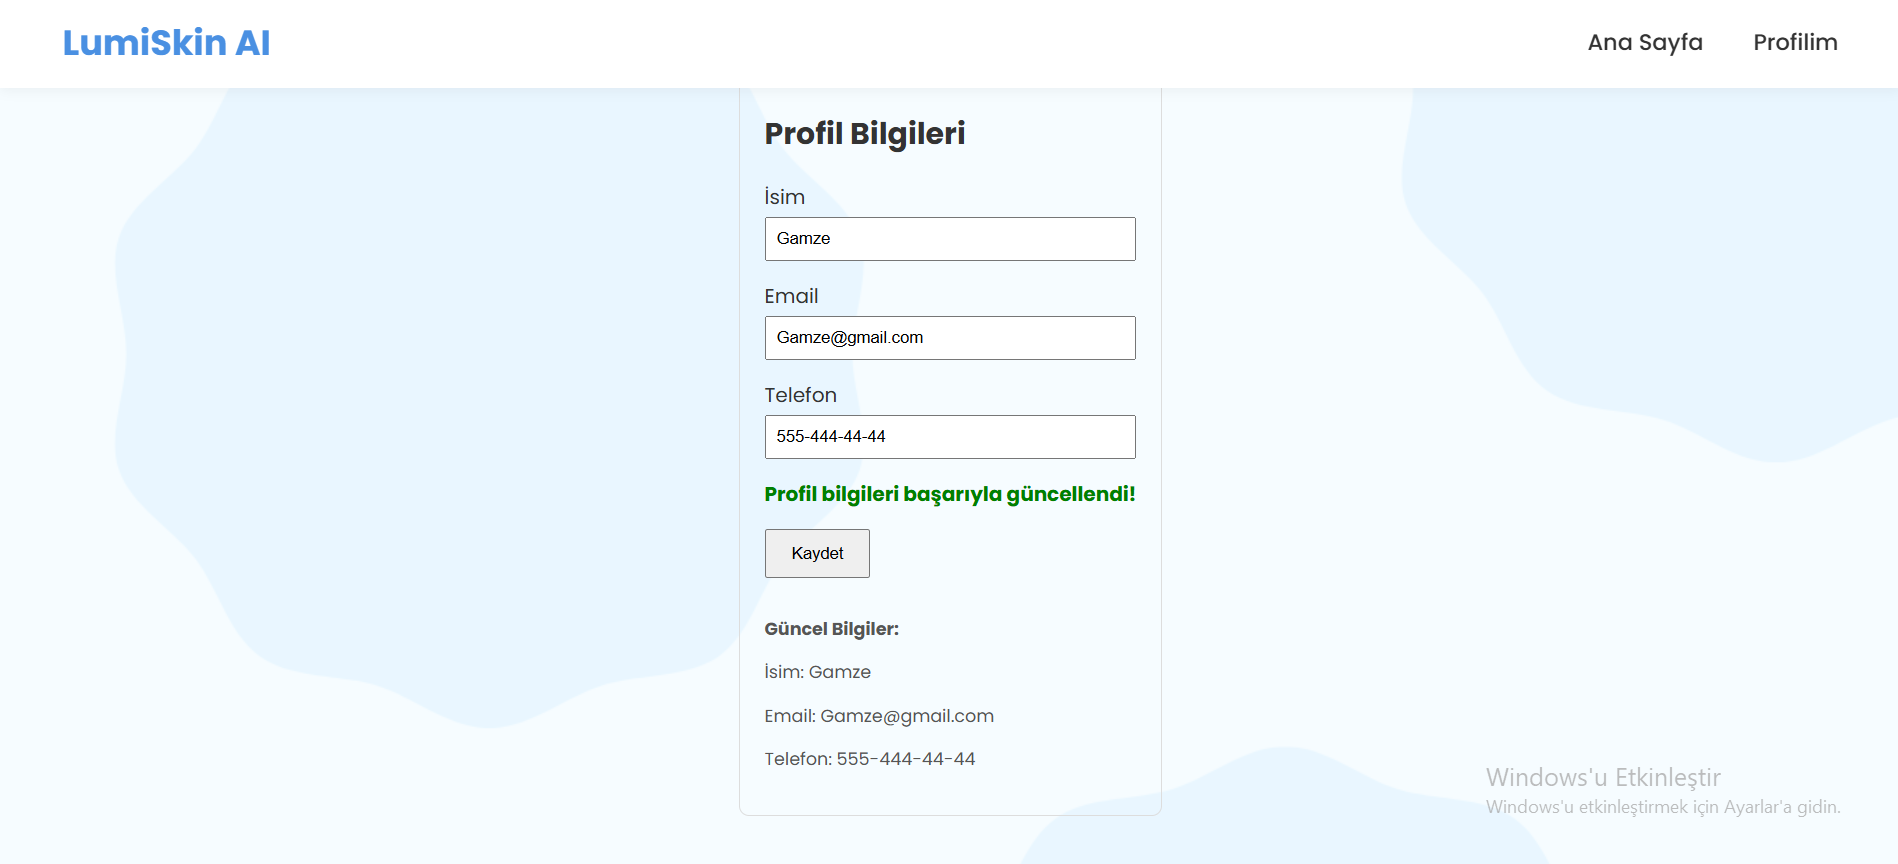 LumiSkin AI
Ana Sayfa
Profilim
Profil Bilgileri
İsim
Gamze
Email
Gamze@gmail.com
Telefon
555-444-44-44
Profil bilgileri başarıyla güncellendi!
Kaydet
Güncel Bilgiler:
İsim: Gamze
Email: Gamze@gmail.com
Telefon: 555-444-44-44
Windows'u Etkinleştir
Windows'u etkinleştirmek için Ayarlar'a gidin.